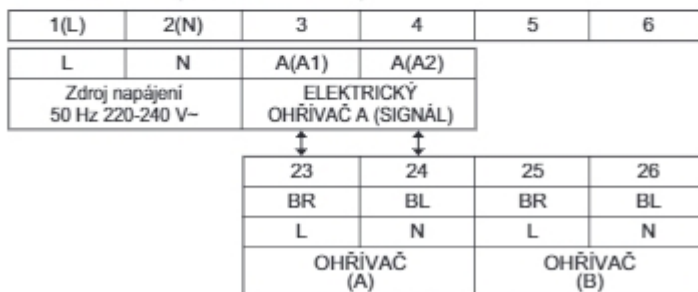 1(L) 2(N) 3 4 5 6
L N A(A1) A(A2)
Zdroj napájení ELEKTRICKÝ
50 Hz 220-240 V~ OHŘÍVAČ A (SIGNÁL)
23 24 25 26
BR BL BR BL
L N L N
OHŘÍVAČ OHŘÍVAČ
(A) (B)